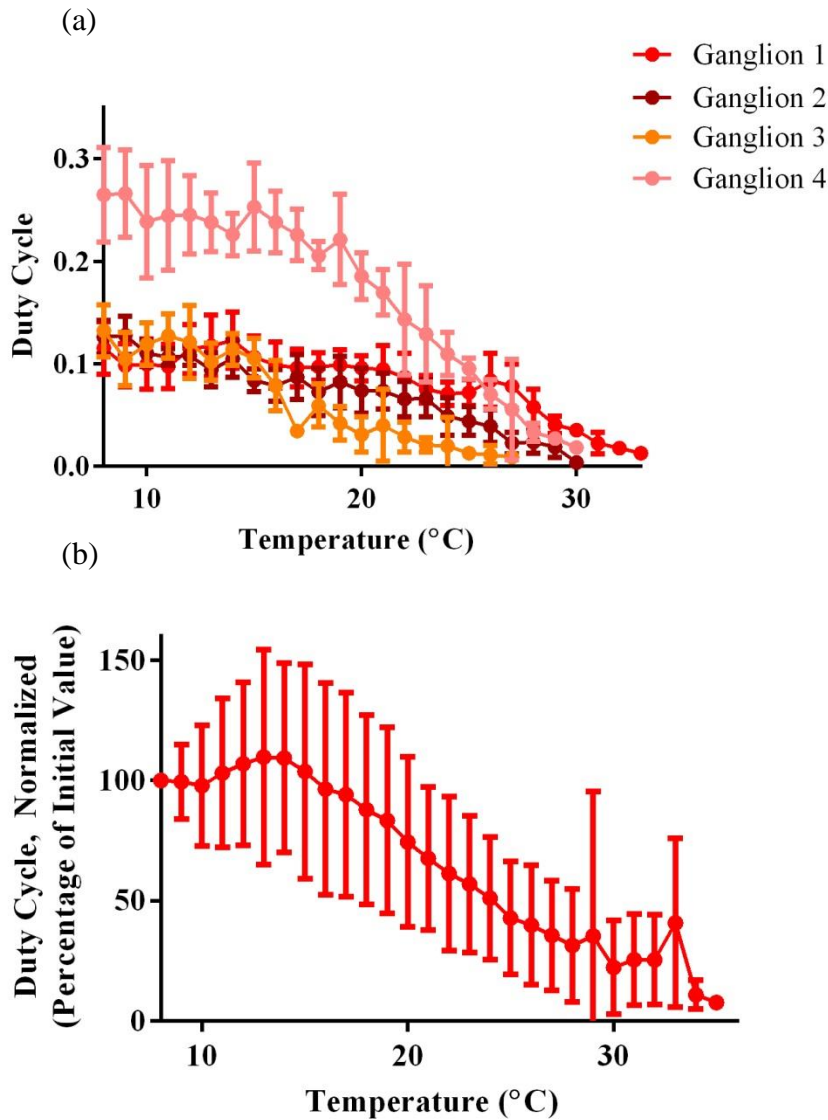 (a)
Ganglion 1
Ganglion 2
Ganglion 3
Ganglion 4
0.3
0.2
0.1
0.0
Duty Cycle
10
20
30
Temperature (°C)
(b)
150
100
50
0
Duty Cycle, Normalized
(Percentage of Initial Value)
10
20
30
Temperature (°C)